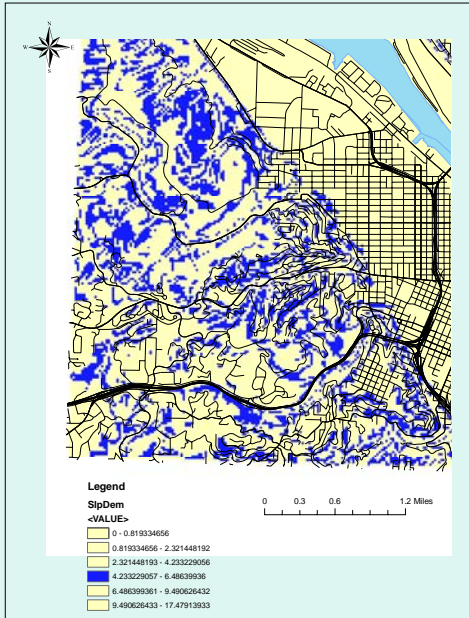 N
W E
S
Legend
SlpDem
<VALUE>
0 - 0.819334656
0.819334656 - 2.321448192
2.321448193 - 4.233229056
4.233229057 - 6.48639936
6.486399361 - 9.490626432
9.490626433 - 17.47913933
0 0.3 0.6 1.2 Miles